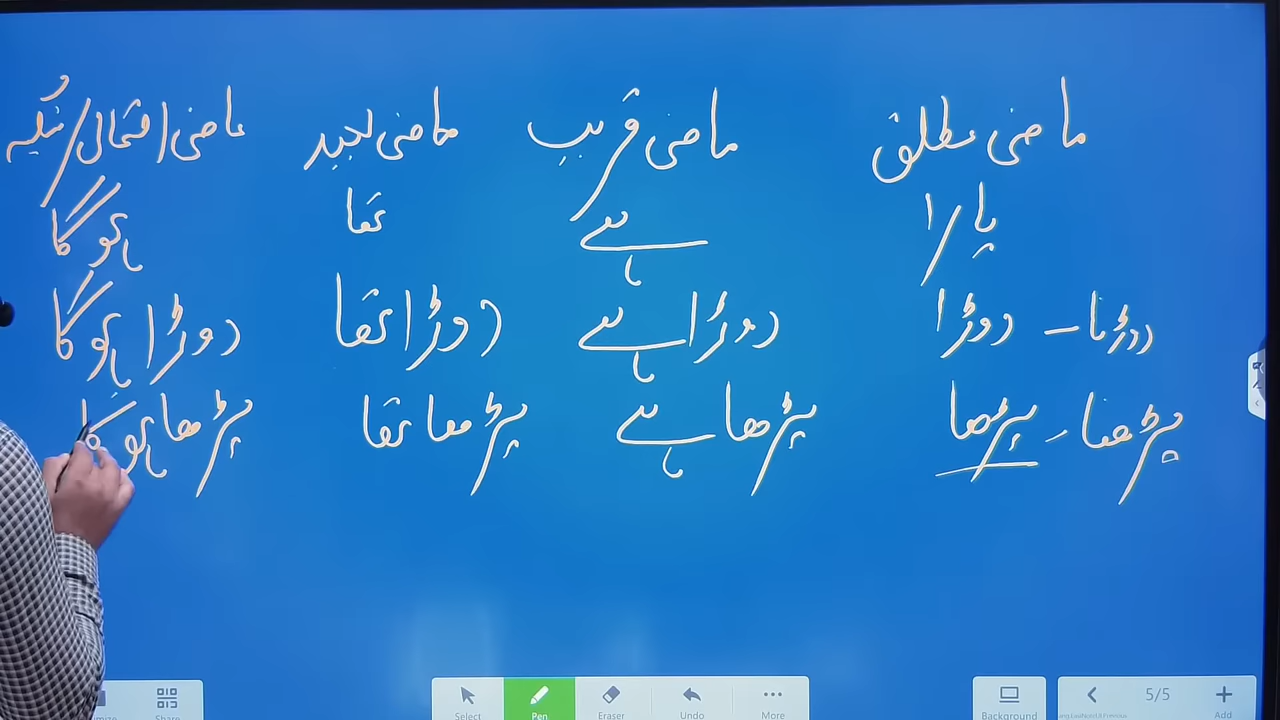 ماضی مطلق ماضی قریب ماضی بعید ماضی احتمالی/شکیہ
یا / ا ہے تھا ہوگا
دوڑنا - دوڑا دوڑا ہے دوڑا تھا دوڑا ہوگا
پڑھنا - پڑھا پڑھا ہے پڑھا تھا پڑھا ہوگا
Share Select Pen Eraser Undo More Background 5/5 Add